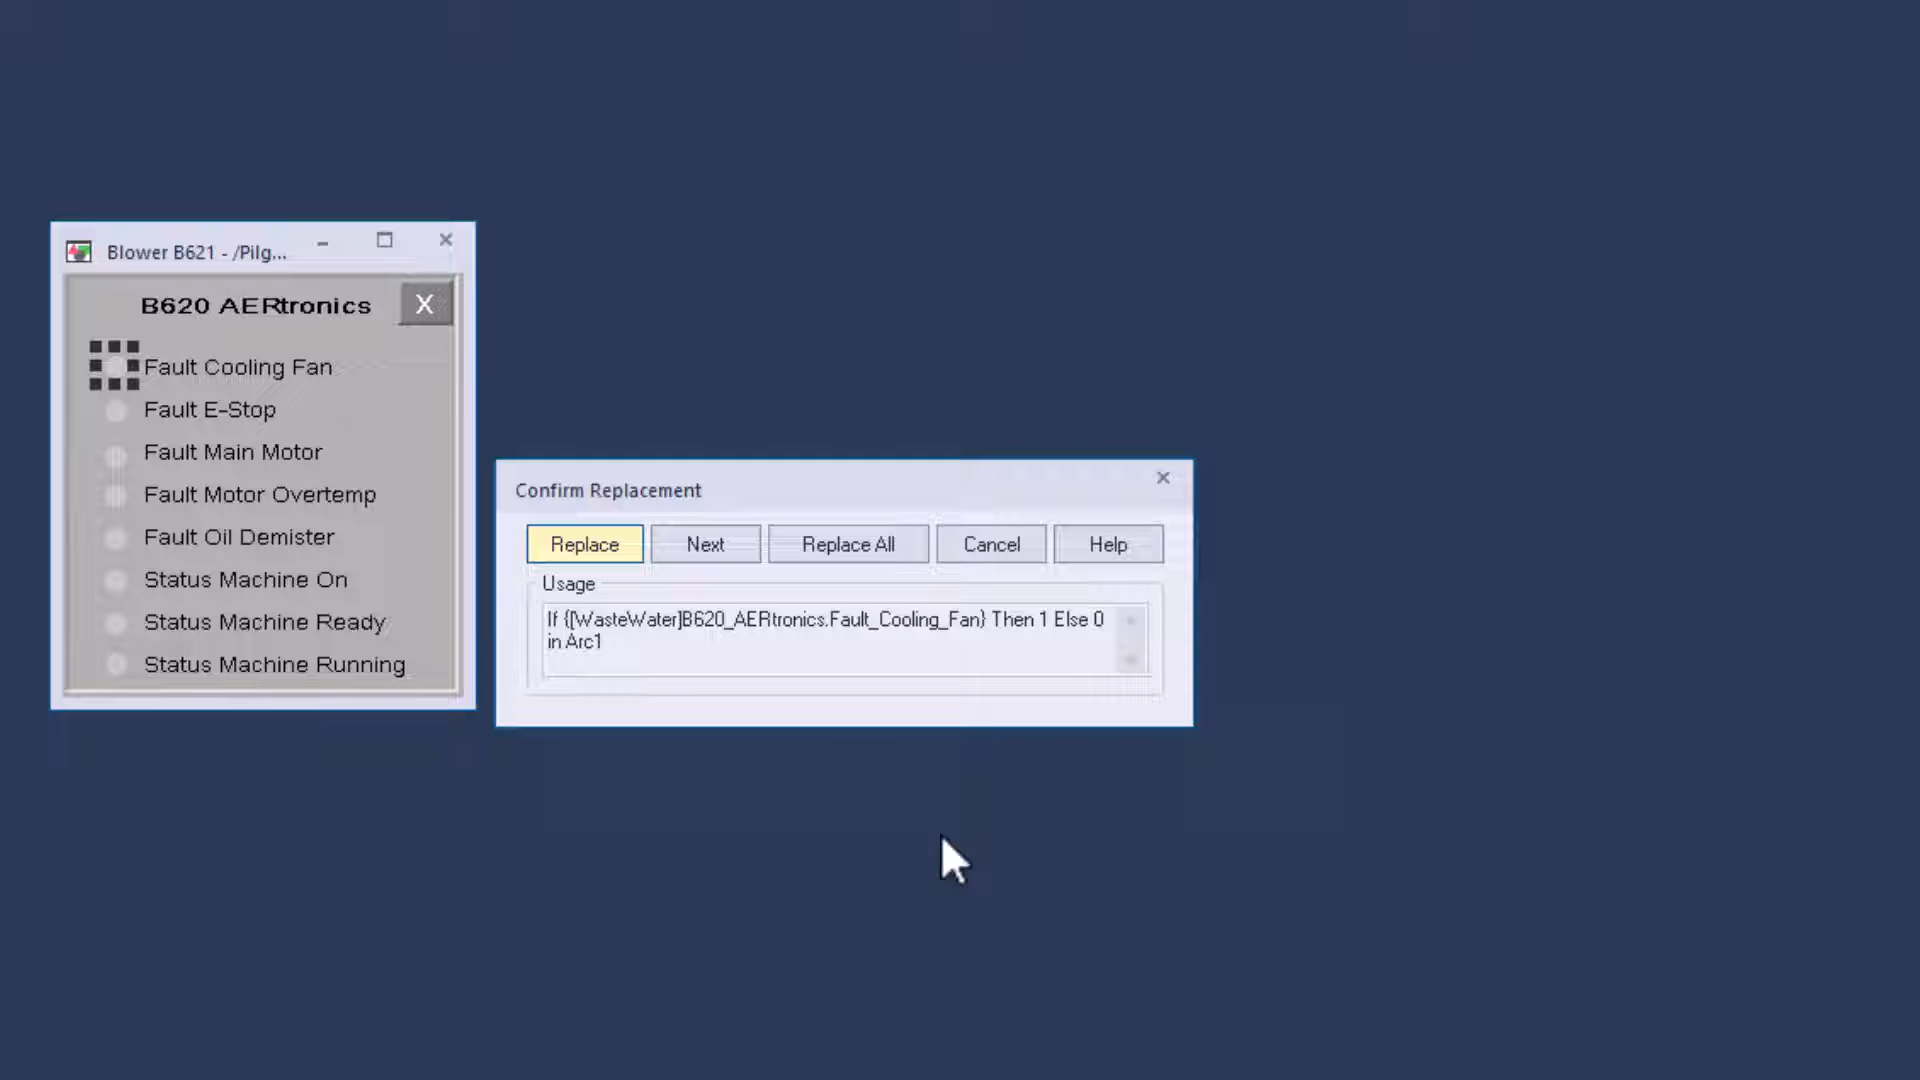 Blower B621 - /Pilg...
B620 AERtronics
X
Fault Cooling Fan
Fault E-Stop
Fault Main Motor
Fault Motor Overtemp
Fault Oil Demister
Status Machine On
Status Machine Ready
Status Machine Running
Confirm Replacement
Replace
Next
Replace All
Cancel
Help
Usage
If {[WasteWater]B620_AERtronics.Fault_Cooling_Fan} Then 1 Else 0
in Arc1